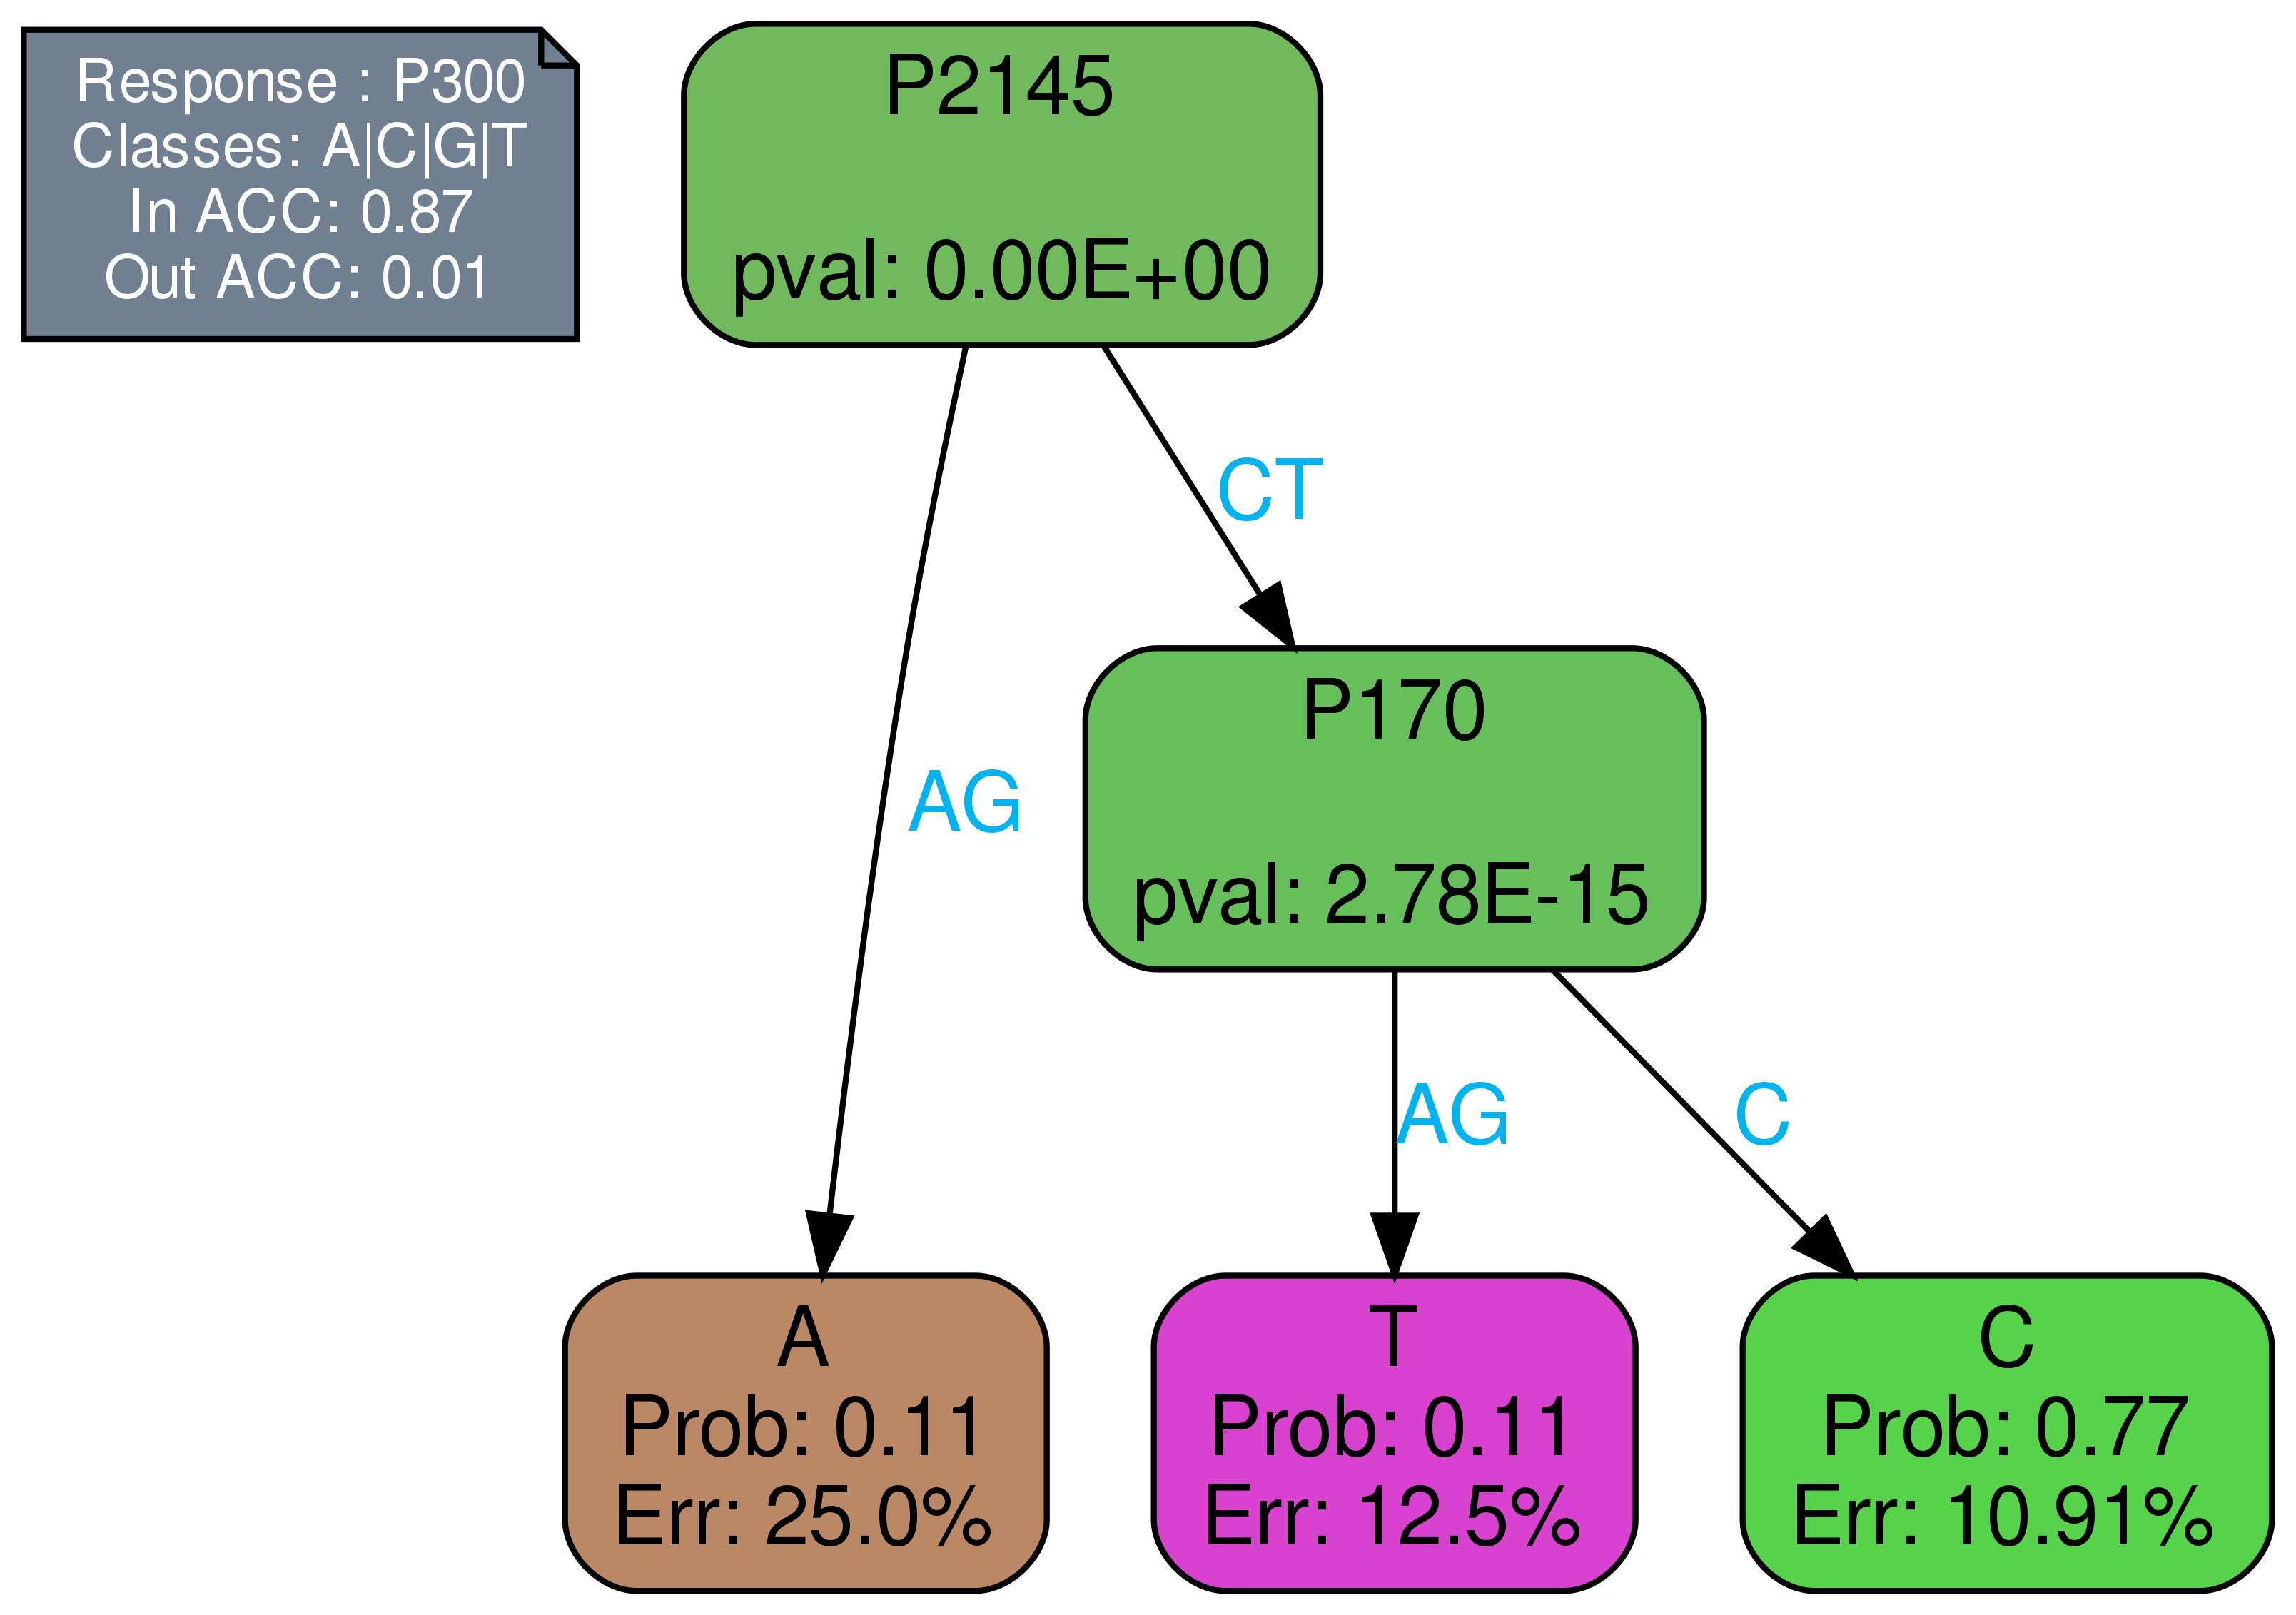 Response : P300
Classes: A|C|G|T
In ACC: 0.87
Out ACC: 0.01
P2145
pval: 0.00E+00
CT
P170
pval: 2.78E-15
AG
AG
C
A
Prob: 0.11
Err: 25.0%
T
Prob: 0.11
Err: 12.5%
C
Prob: 0.77
Err: 10.91%